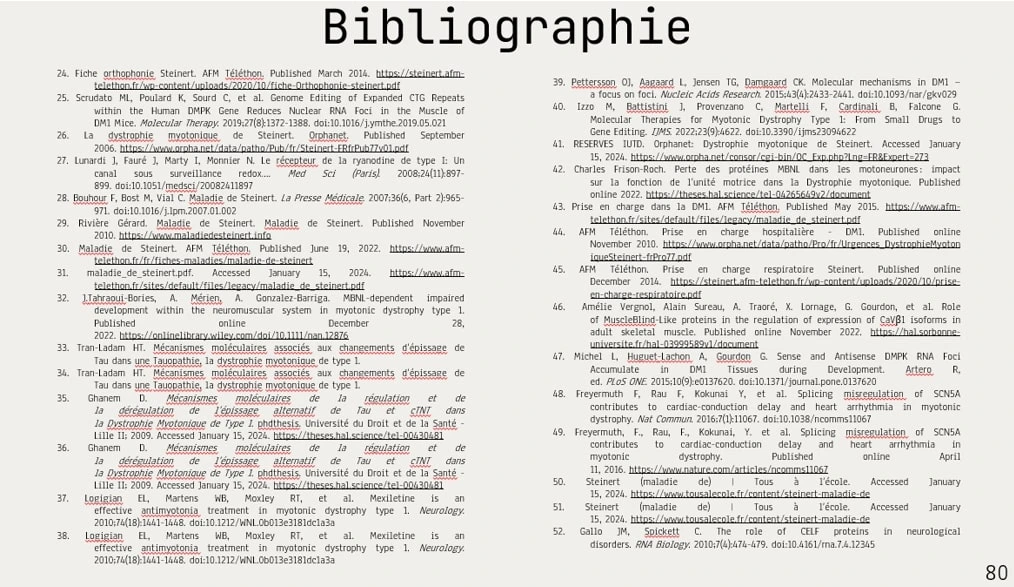 Bibliographie
24. Fiche orthophonie Steinert. AFM Téléthon. Published March 2014. https://steinert.afm-
telethon.fr/wp-content/uploads/2020/10/fiche-Orthophonie-steinert.pdf
25. Scrudato ML, Poulard K, Sourd C, et al. Genome Editing of Expanded CTG Repeats
within the Human DMPK Gene Reduces Nuclear RNA Foci in the Muscle of
DM1 Mice. Molecular Therapy. 2019;27(8):1372-1388. doi:10.1016/j.ymthe.2019.05.021
26. La dystrophie myotonique de Steinert. Orphanet. Published September
2006. https://www.orpha.net/data/patho/Pub/fr/Steinert-FRfrPub77v01.pdf
27. Lunardi J, Fauré J, Marty I, Monnier N. Le récepteur de la ryanodine de type I: Un
canal sous surveillance redox.... Med Sci (Paris). 2008;24(11):897-
899. doi:10.1051/medsci/20082411897
28. Bouhour F, Bost M, Vial C. Maladie de Steinert. La Presse Médicale. 2007;36(6, Part 2):965-
971. doi:10.1016/j.lpm.2007.01.002
29. Rivière Gérard. Maladie de Steinert. Maladie de Steinert. Published November
2010. https://www.maladiedesteinert.info
30. Maladie de Steinert. AFM Téléthon. Published June 19, 2022. https://www.afm-
telethon.fr/fr/fiches-maladies/maladie-de-steinert
31. maladie_de_steinert.pdf. Accessed January 15, 2024. https://www.afm-
telethon.fr/sites/default/files/legacy/maladie_de_steinert.pdf
32. J.Tahraoui-Bories, A. Mérien, A. Gonzalez-Barriga. MBNL-dependent impaired
development within the neuromuscular system in myotonic dystrophy type 1.
Published online December 28,
2022. https://onlinelibrary.wiley.com/doi/10.1111/nan.12876
33. Tran-Ladam HT. Mécanismes moléculaires associés aux changements d'épissage de
Tau dans une Tauopathie, la dystrophie myotonique de type 1.
34. Tran-Ladam HT. Mécanismes moléculaires associés aux changements d'épissage de
Tau dans une Tauopathie, la dystrophie myotonique de type 1.
35. Ghanem D. Mécanismes moléculaires de la régulation et de
la dérégulation de l'épissage alternatif de Tau et cTNT dans
la Dystrophie Myotonique de Type I. phdthesis. Université du Droit et de la Santé -
Lille II; 2009. Accessed January 15, 2024. https://theses.hal.science/tel-00430481
36. Ghanem D. Mécanismes moléculaires de la régulation et de
la dérégulation de l'épissage alternatif de Tau et cTNT dans
la Dystrophie Myotonique de Type I. phdthesis. Université du Droit et de la Santé -
Lille II; 2009. Accessed January 15, 2024. https://theses.hal.science/tel-00430481
37. Logigian EL, Martens WB, Moxley RT, et al. Mexiletine is an
effective antimyotonia treatment in myotonic dystrophy type 1. Neurology.
2010;74(18):1441-1448. doi:10.1212/WNL.0b013e3181dc1a3a
38. Logigian EL, Martens WB, Moxley RT, et al. Mexiletine is an
effective antimyotonia treatment in myotonic dystrophy type 1. Neurology.
2010;74(18):1441-1448. doi:10.1212/WNL.0b013e3181dc1a3a
39. Pettersson OJ, Aagaard L, Jensen TG, Damgaard CK. Molecular mechanisms in DM1 –
a focus on foci. Nucleic Acids Research. 2015;43(4):2433-2441. doi:10.1093/nar/gkv029
40. Izzo M, Battistini J, Provenzano C, Martelli F, Cardinali B, Falcone G.
Molecular Therapies for Myotonic Dystrophy Type 1: From Small Drugs to
Gene Editing. IJMS. 2022;23(9):4622. doi:10.3390/ijms23094622
41. RESERVES IUTD. Orphanet: Dystrophie myotonique de Steinert. Accessed January
15, 2024. https://www.orpha.net/consor/cgi-bin/OC_Exp.php?Lng=FR&Expert=273
42. Charles Frison-Roch. Perte des protéines MBNL dans les motoneurones : impact
sur la fonction de l'unité motrice dans la Dystrophie myotonique. Published
online 2022. https://theses.hal.science/tel-04265649v2/document
43. Prise en charge dans la DM1. AFM Téléthon. Published May 2015. https://www.afm-
telethon.fr/sites/default/files/legacy/maladie_de_steinert.pdf
44. AFM Téléthon. Prise en charge hospitalière - DM1. Published online
November 2010. https://www.orpha.net/data/patho/Pro/fr/Urgences_DystrophieMyoton
iqueSteinert-frPro77.pdf
45. AFM Téléthon. Prise en charge respiratoire Steinert. Published online
December 2014. https://steinert.afm-telethon.fr/wp-content/uploads/2020/10/prise-
en-charge-respiratoire.pdf
46. Amélie Vergnol, Alain Sureau, A. Traoré, X. Lornage, G. Gourdon, et al. Role
of MuscleBlind-Like proteins in the regulation of expression of CaVβ1 isoforms in
adult skeletal muscle. Published online November 2022. https://hal.sorbonne-
universite.fr/hal-03999589v1/document
47. Michel L, Huguet-Lachon A, Gourdon G. Sense and Antisense DMPK RNA Foci
Accumulate in DM1 Tissues during Development. Artero R,
ed. PLoS ONE. 2015;10(9):e0137620. doi:10.1371/journal.pone.0137620
48. Freyermuth F, Rau F, Kokunai Y, et al. Splicing misregulation of SCN5A
contributes to cardiac-conduction delay and heart arrhythmia in myotonic
dystrophy. Nat Commun. 2016;7(1):11067. doi:10.1038/ncomms11067
49. Freyermuth, F., Rau, F., Kokunai, Y. et al. Splicing misregulation of SCN5A
contributes to cardiac-conduction delay and heart arrhythmia in
myotonic dystrophy. Published online April
11, 2016. https://www.nature.com/articles/ncomms11067
50. Steinert (maladie de) | Tous à l'école. Accessed January
15, 2024. https://www.tousalecole.fr/content/steinert-maladie-de
51. Steinert (maladie de) | Tous à l'école. Accessed January
15, 2024. https://www.tousalecole.fr/content/steinert-maladie-de
52. Gallo JM, Spickett C. The role of CELF proteins in neurological
disorders. RNA Biology. 2010;7(4):474-479. doi:10.4161/rna.7.4.12345
80